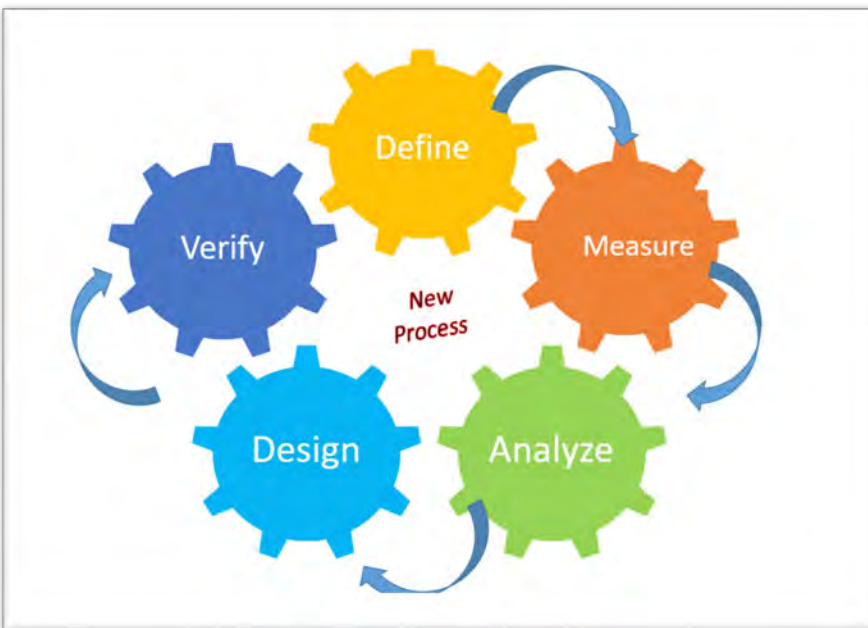 Define
Measure
Analyze
Design
Verify
New
Process